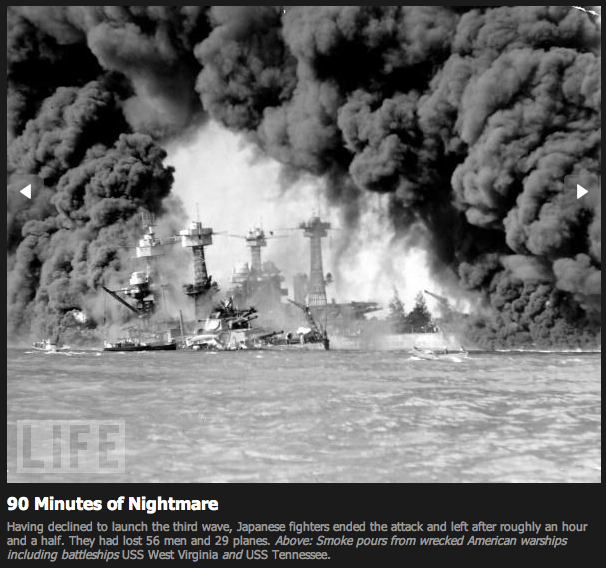 LIFE
90 Minutes of Nightmare
Having declined to launch the third wave, Japanese fighters ended the attack and left after roughly an hour
and a half. They had lost 56 men and 29 planes. Above: Smoke pours from wrecked American warships
including battleships USS West Virginia and USS Tennessee.